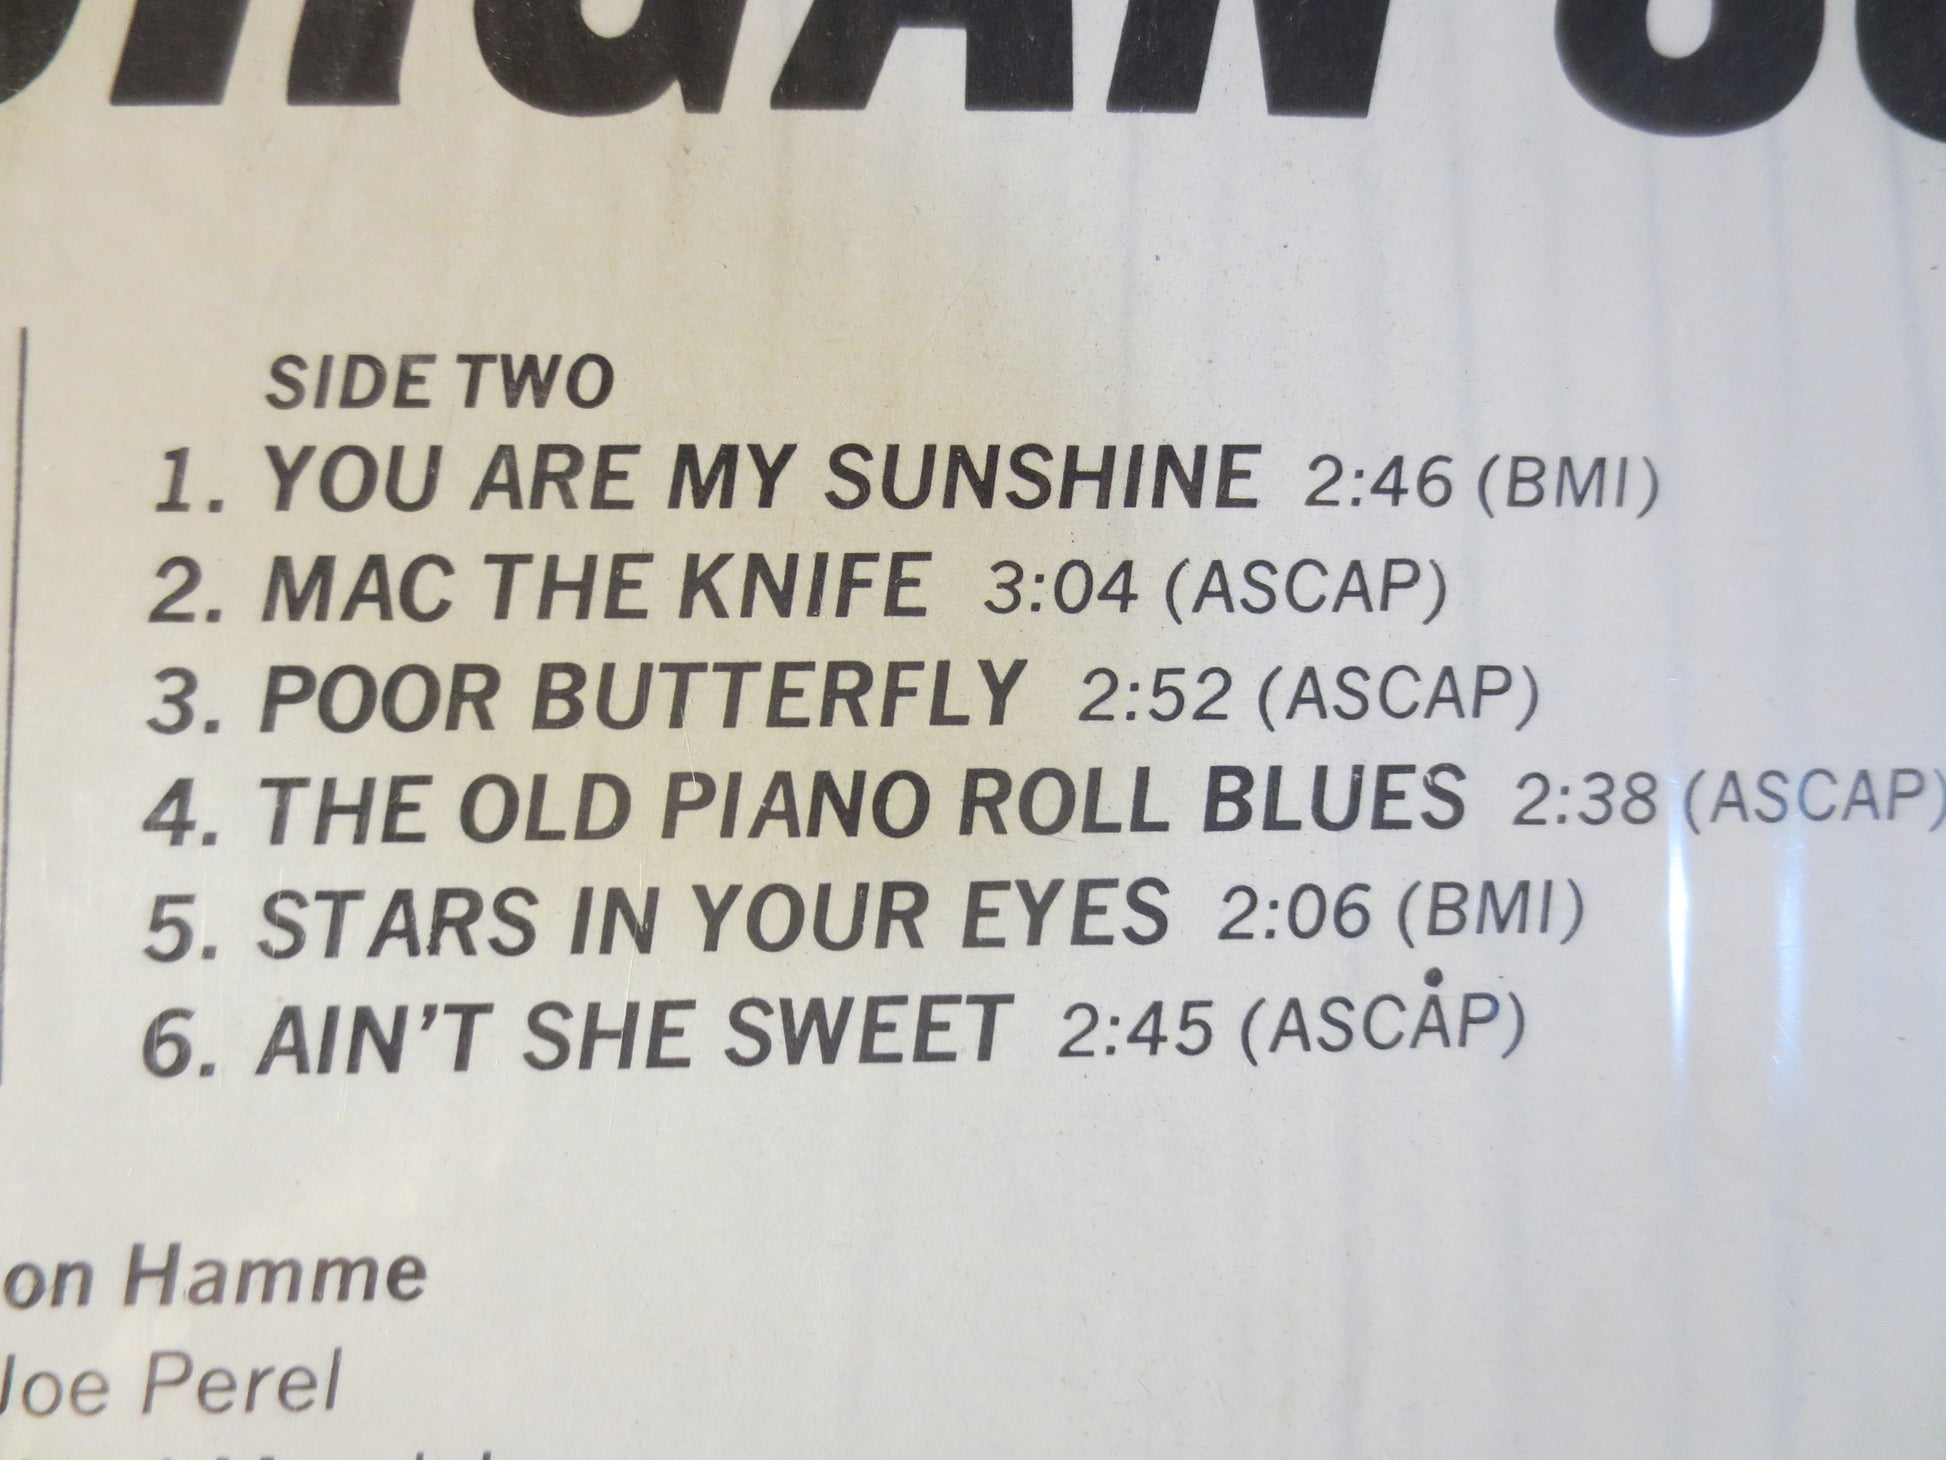 SIDE TWO
1. YOU ARE MY SUNSHINE 2:46 (BMI)
2. MAC THE KNIFE 3:04 (ASCAP)
3. POOR BUTTERFLY 2:52 (ASCAP)
4. THE OLD PIANO ROLL BLUES 2:38 (ASCAP)
5. STARS IN YOUR EYES 2:06 (BMI)
6. AIN'T SHE SWEET 2:45 (ASCAP)
on Hamme
Joe Perel